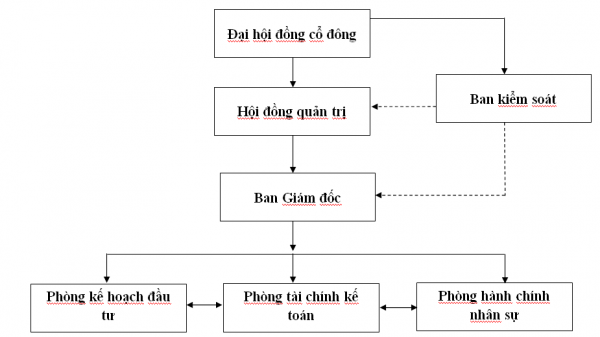 Đại hội đồng cổ đông
Ban kiểm soát
Hội đồng quản trị
Ban Giám đốc
Phòng kế hoạch đầu
tư
Phòng tài chính kế
toán
Phòng hành chính
nhân sự